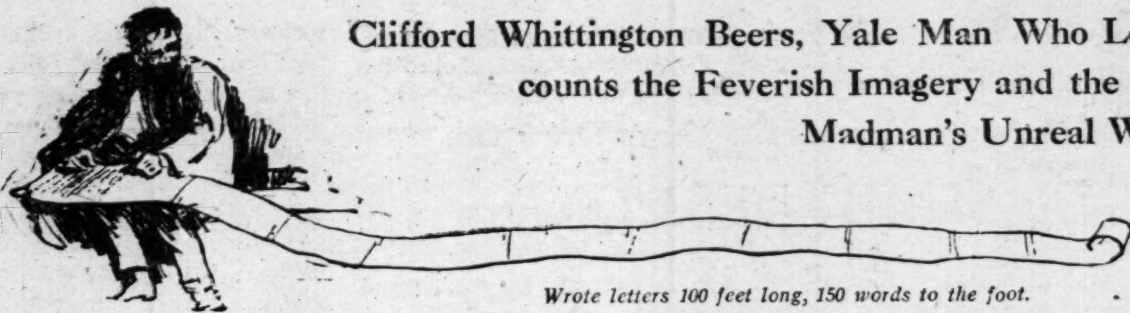 Clifford Whittington Beers, Yale Man Who
counts the Feverish Imagery and the
Madman's Unreal
Wrote letters 100 feet long, 150 words to the foot.